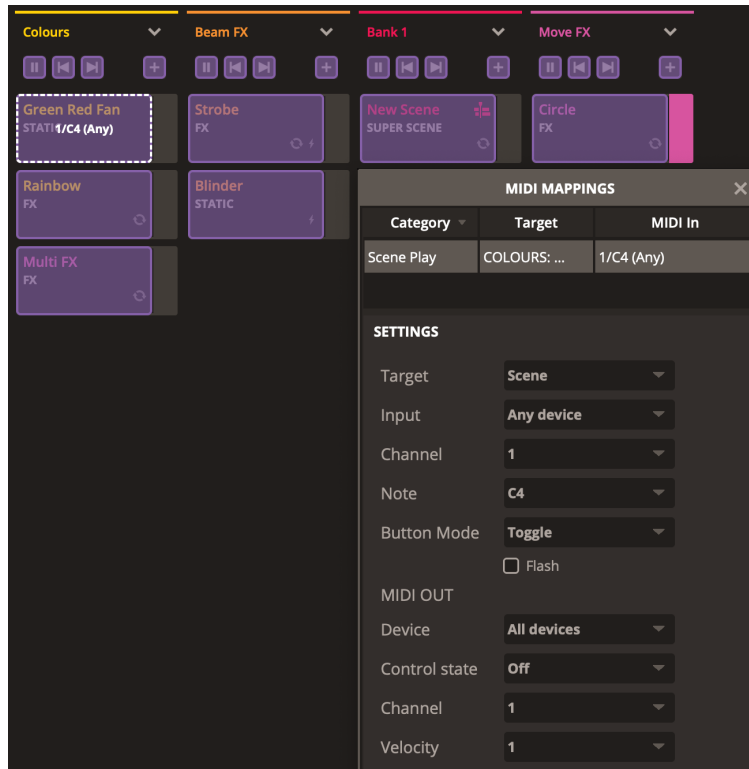 Colours
Beam FX
Bank 1
Move FX
Green Red Fan
STATI 1/C4 (Any)
Strobe
FX
New Scene
SUPER SCENE
Circle
FX
Rainbow
FX
Blinder
STATIC
Multi FX
FX
MIDI MAPPINGS
Category Target MIDI In
Scene Play COLOURS: ... 1/C4 (Any)
SETTINGS
Target Scene
Input Any device
Channel 1
Note C4
Button Mode Toggle
Flash
MIDI OUT
Device All devices
Control state Off
Channel 1
Velocity 1